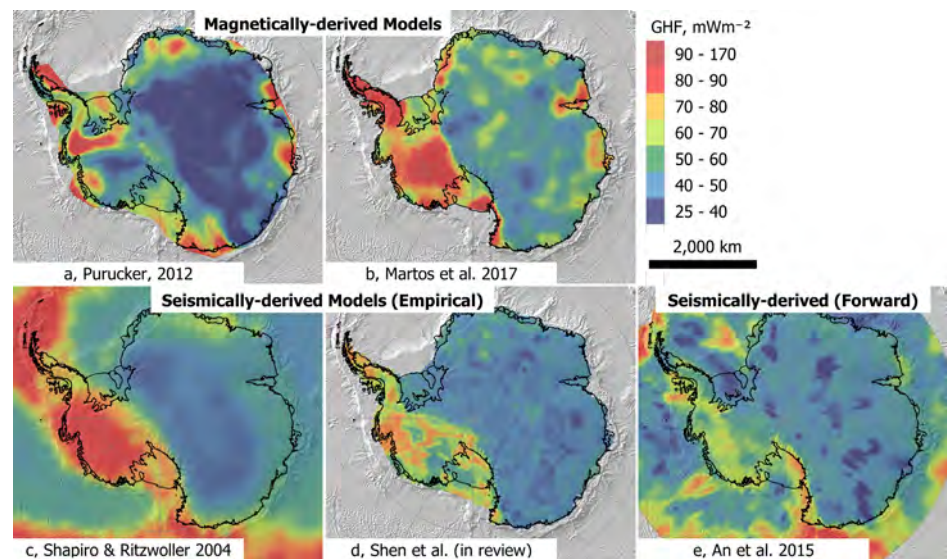 Magnetically-derived Models
GHF, mWm⁻²
90 - 170
80 - 90
70 - 80
60 - 70
50 - 60
40 - 50
25 - 40
2,000 km
a, Purucker, 2012
b, Martos et al. 2017
Seismically-derived Models (Empirical)
Seismically-derived (Forward)
c, Shapiro & Ritzwoller 2004
d, Shen et al. (in review)
e, An et al. 2015